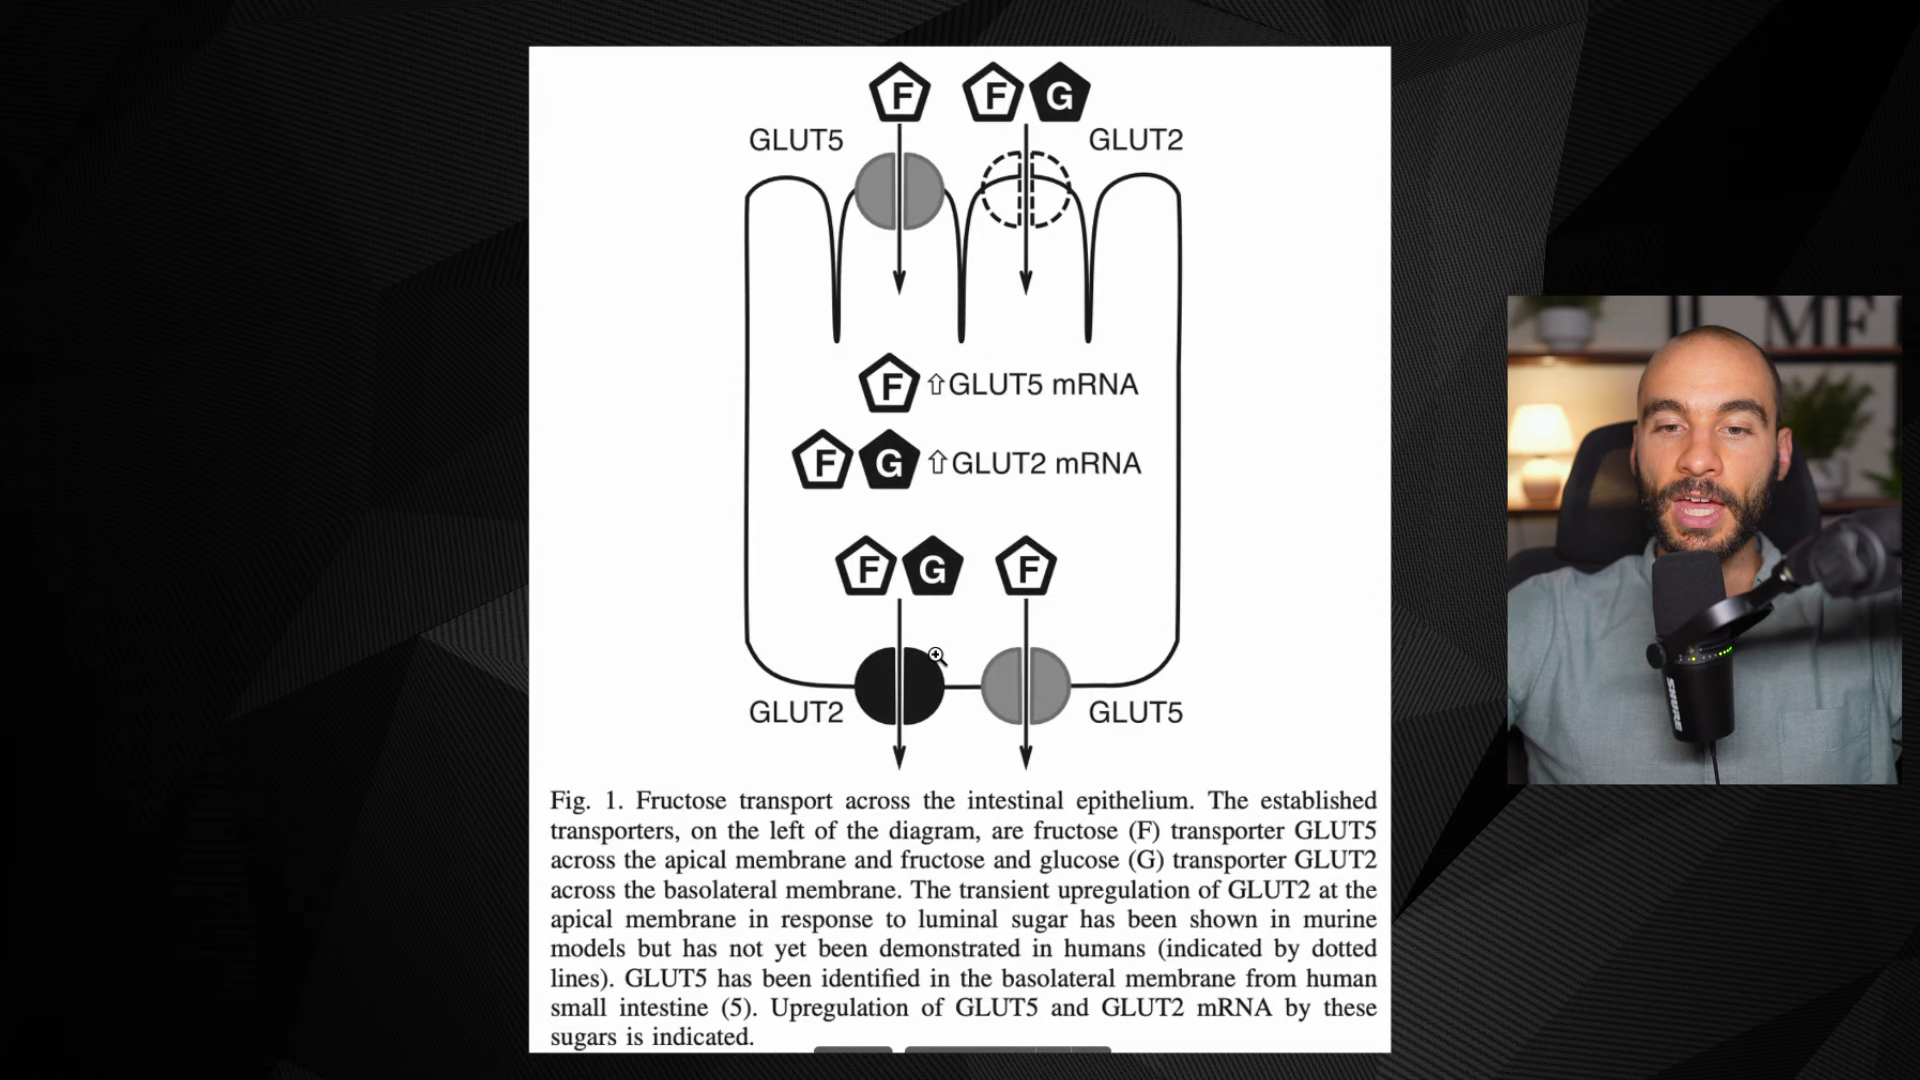 F F G
GLUT5 GLUT2
F ⇧GLUT5 mRNA
F G ⇧GLUT2 mRNA
F G F
GLUT2 GLUT5
Fig. 1. Fructose transport across the intestinal epithelium. The established
transporters, on the left of the diagram, are fructose (F) transporter GLUT5
across the apical membrane and fructose and glucose (G) transporter GLUT2
across the basolateral membrane. The transient upregulation of GLUT2 at the
apical membrane in response to luminal sugar has been shown in murine
models but has not yet been demonstrated in humans (indicated by dotted
lines). GLUT5 has been identified in the basolateral membrane from human
small intestine (5). Upregulation of GLUT5 and GLUT2 mRNA by these
sugars is indicated.
MF
SHURE